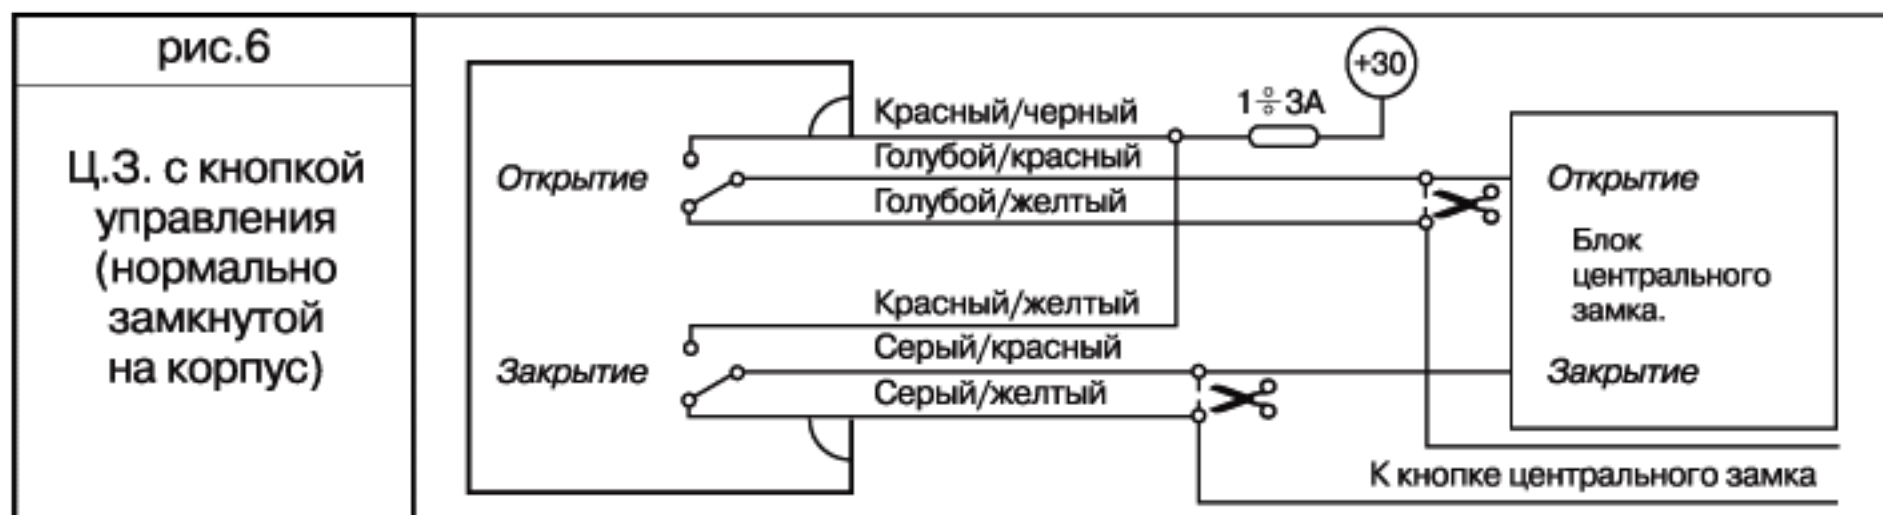 рис.6
Ц.З. с кнопкой
управления
(нормально
замкнутой
на корпус)
+30
1÷3А
Красный/черный
Голубой/красный
Открытие
Открытие
Голубой/желтый
Блок
центрального
замка.
Красный/желтый
Серый/красный
Закрытие
Закрытие
Серый/желтый
К кнопке центрального замка